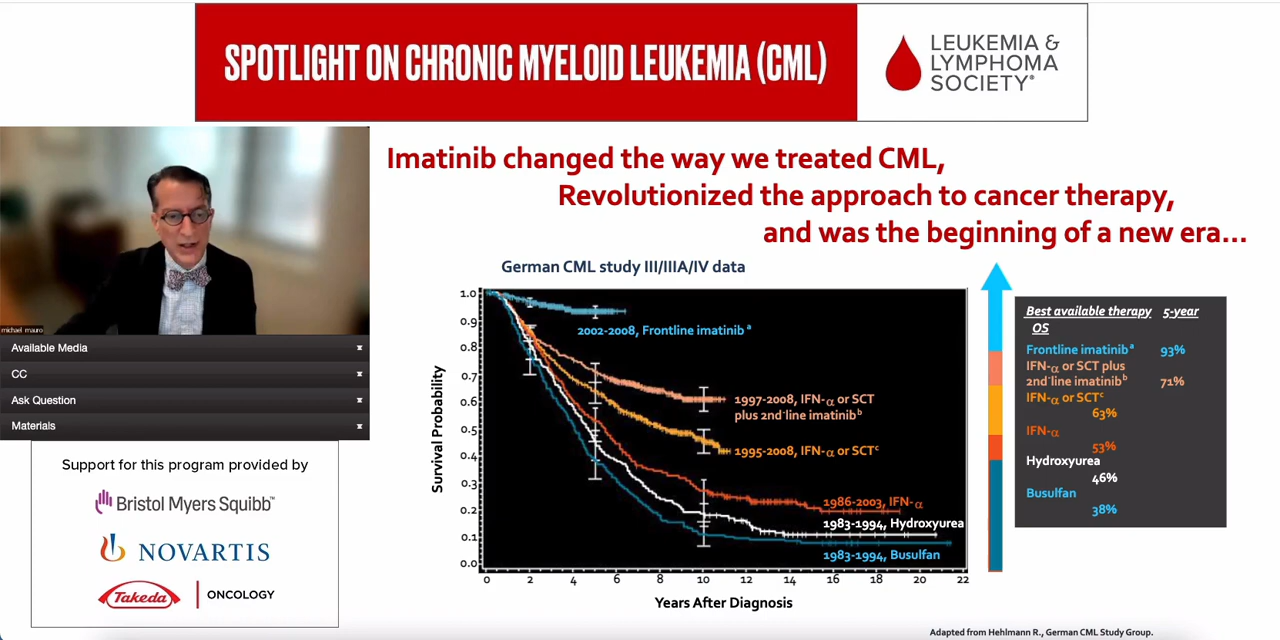 SPOTLIGHT ON CHRONIC MYELOID LEUKEMIA (CML)
LEUKEMIA &
LYMPHOMA
SOCIETY®
michael mauro
Available Media
CC
Ask Question
Materials
Support for this program provided by
Bristol Myers Squibb™
NOVARTIS
Takeda
ONCOLOGY
Imatinib changed the way we treated CML,
Revolutionized the approach to cancer therapy,
and was the beginning of a new era...
German CML study III/IIIA/IV data
Survival Probability
1.0
0.9
0.8
0.7
0.6
0.5
0.4
0.3
0.2
0.1
0.0
2002-2008, Frontline imatinib ᵃ
1997-2008, IFN-α or SCT
plus 2nd line imatinibᵇ
1995-2008, IFN-α or SCTᶜ
1986-2003, IFN-α
1983-1994, Hydroxyurea
1983-1994, Busulfan
0 2 4 6 8 10 12 14 16 18 20 22
Years After Diagnosis
Best available therapy 5-year
OS
Frontline imatinibᵃ 93%
IFN-α or SCT plus
2nd line imatinibᵇ 71%
IFN-α or SCTᶜ
63%
IFN-α
53%
Hydroxyurea
46%
Busulfan
38%
Adapted from Hehlmann R., German CML Study Group.